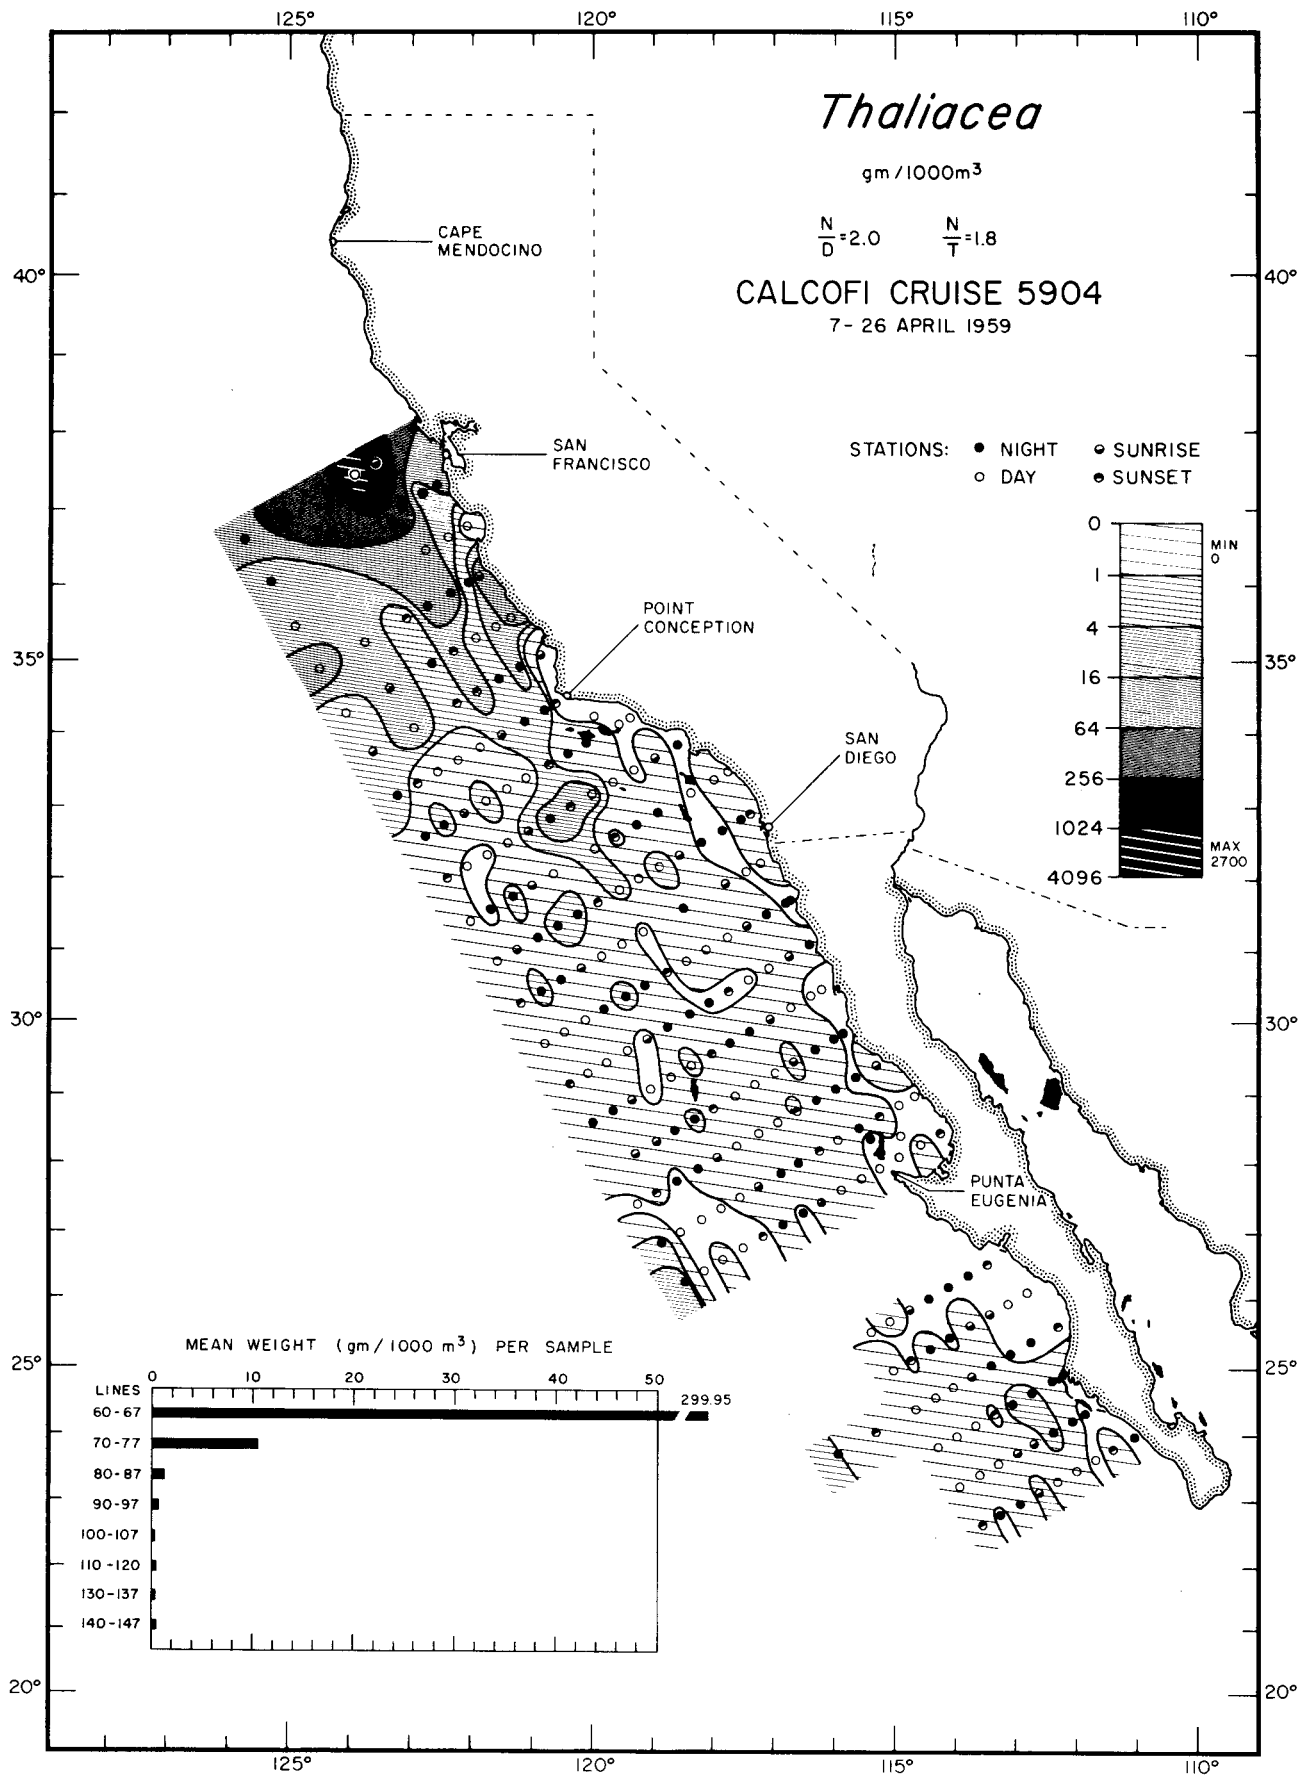 125° 120° 115° 110°
Thaliacea
gm/1000m³
N/D=2.0 N/T=1.8
CALCOFI CRUISE 5904
7-26 APRIL 1959
CAPE
MENDOCINO
40° 40°
SAN
FRANCISCO
STATIONS: ● NIGHT ◒ SUNRISE
○ DAY ◓ SUNSET
0
1
4
16
64
256
1024
4096
MIN
0
MAX
2700
POINT
CONCEPTION
35° 35°
SAN
DIEGO
30° 30°
PUNTA
EUGENIA
25° 25°
MEAN WEIGHT (gm/1000 m³) PER SAMPLE
0 10 20 30 40 50
LINES
299.95
60-67
70-77
80-87
90-97
100-107
110-120
130-137
140-147
20° 20°
125° 120° 115° 110°